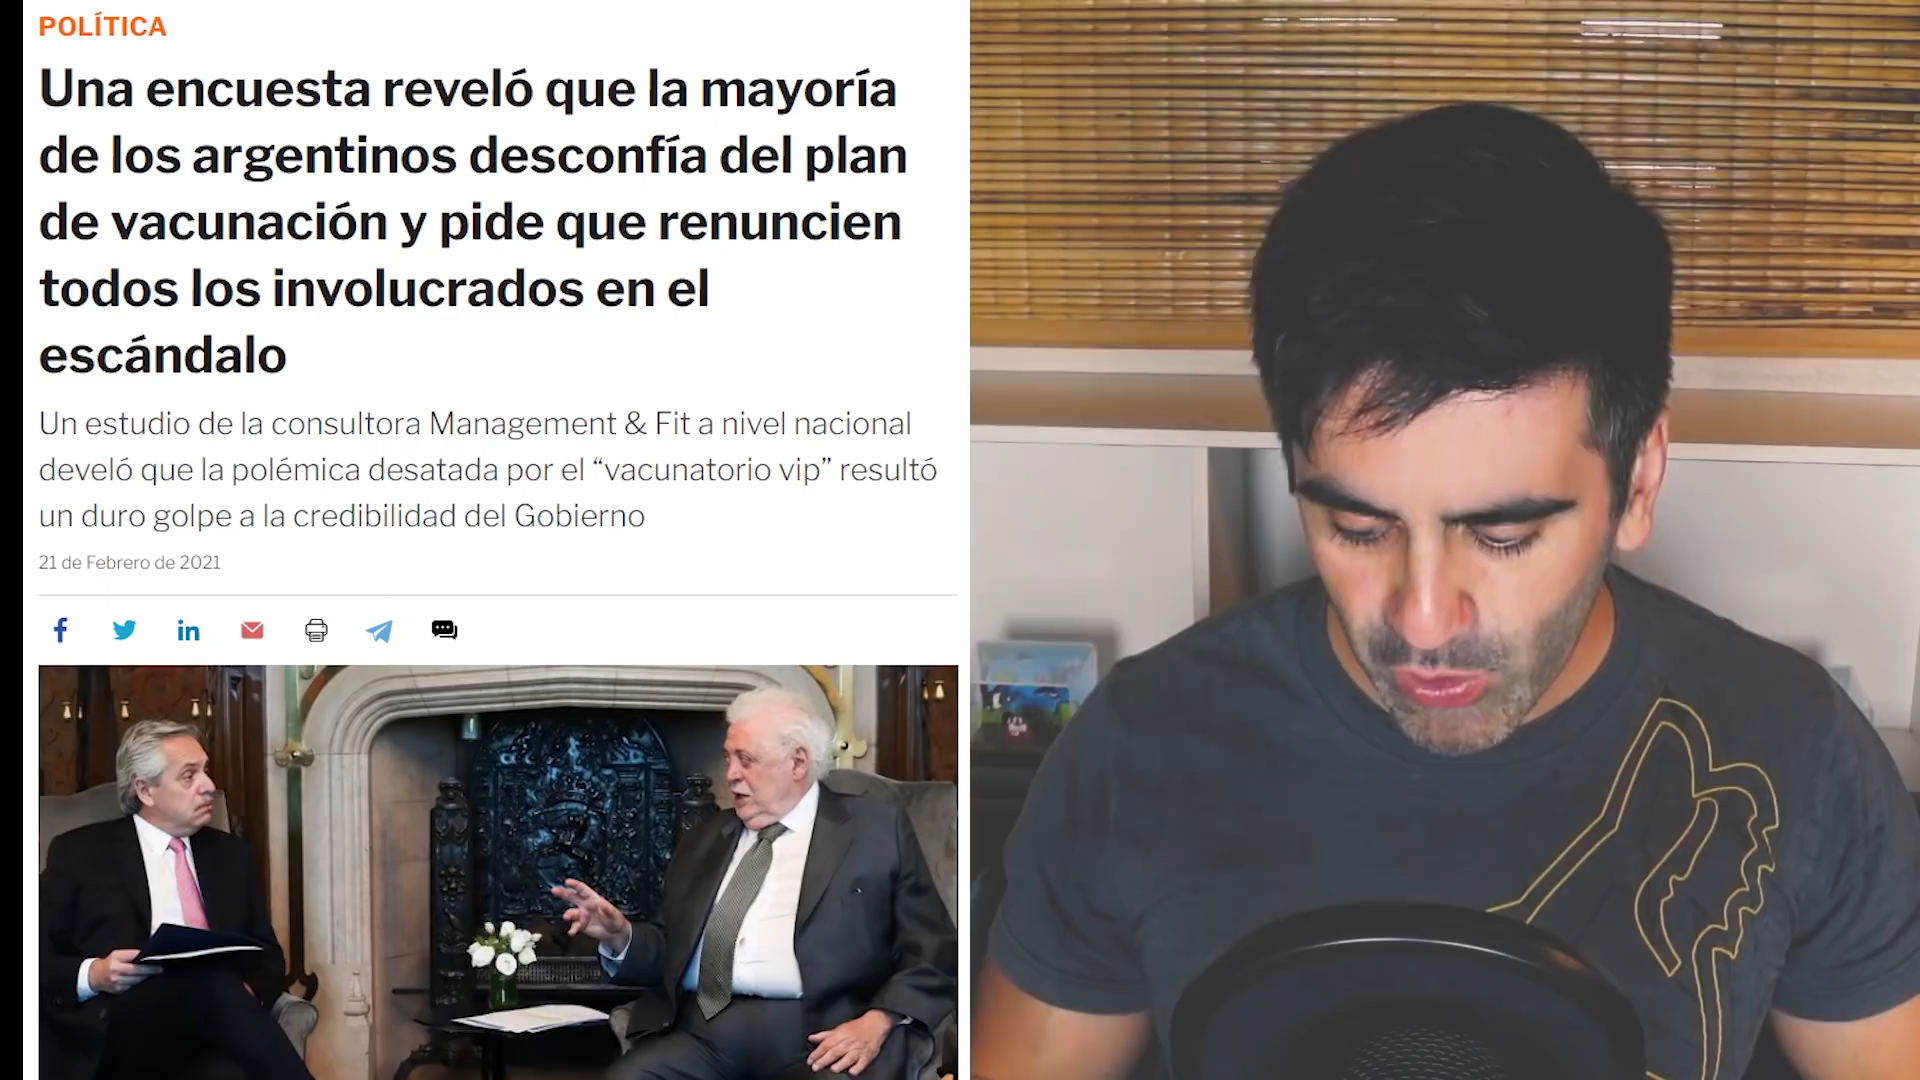 POLÍTICA
Una encuesta reveló que la mayoría
de los argentinos desconfía del plan
de vacunación y pide que renuncien
todos los involucrados en el
escándalo
Un estudio de la consultora Management & Fit a nivel nacional
develó que la polémica desatada por el “vacunatorio vip” resultó
un duro golpe a la credibilidad del Gobierno
21 de Febrero de 2021